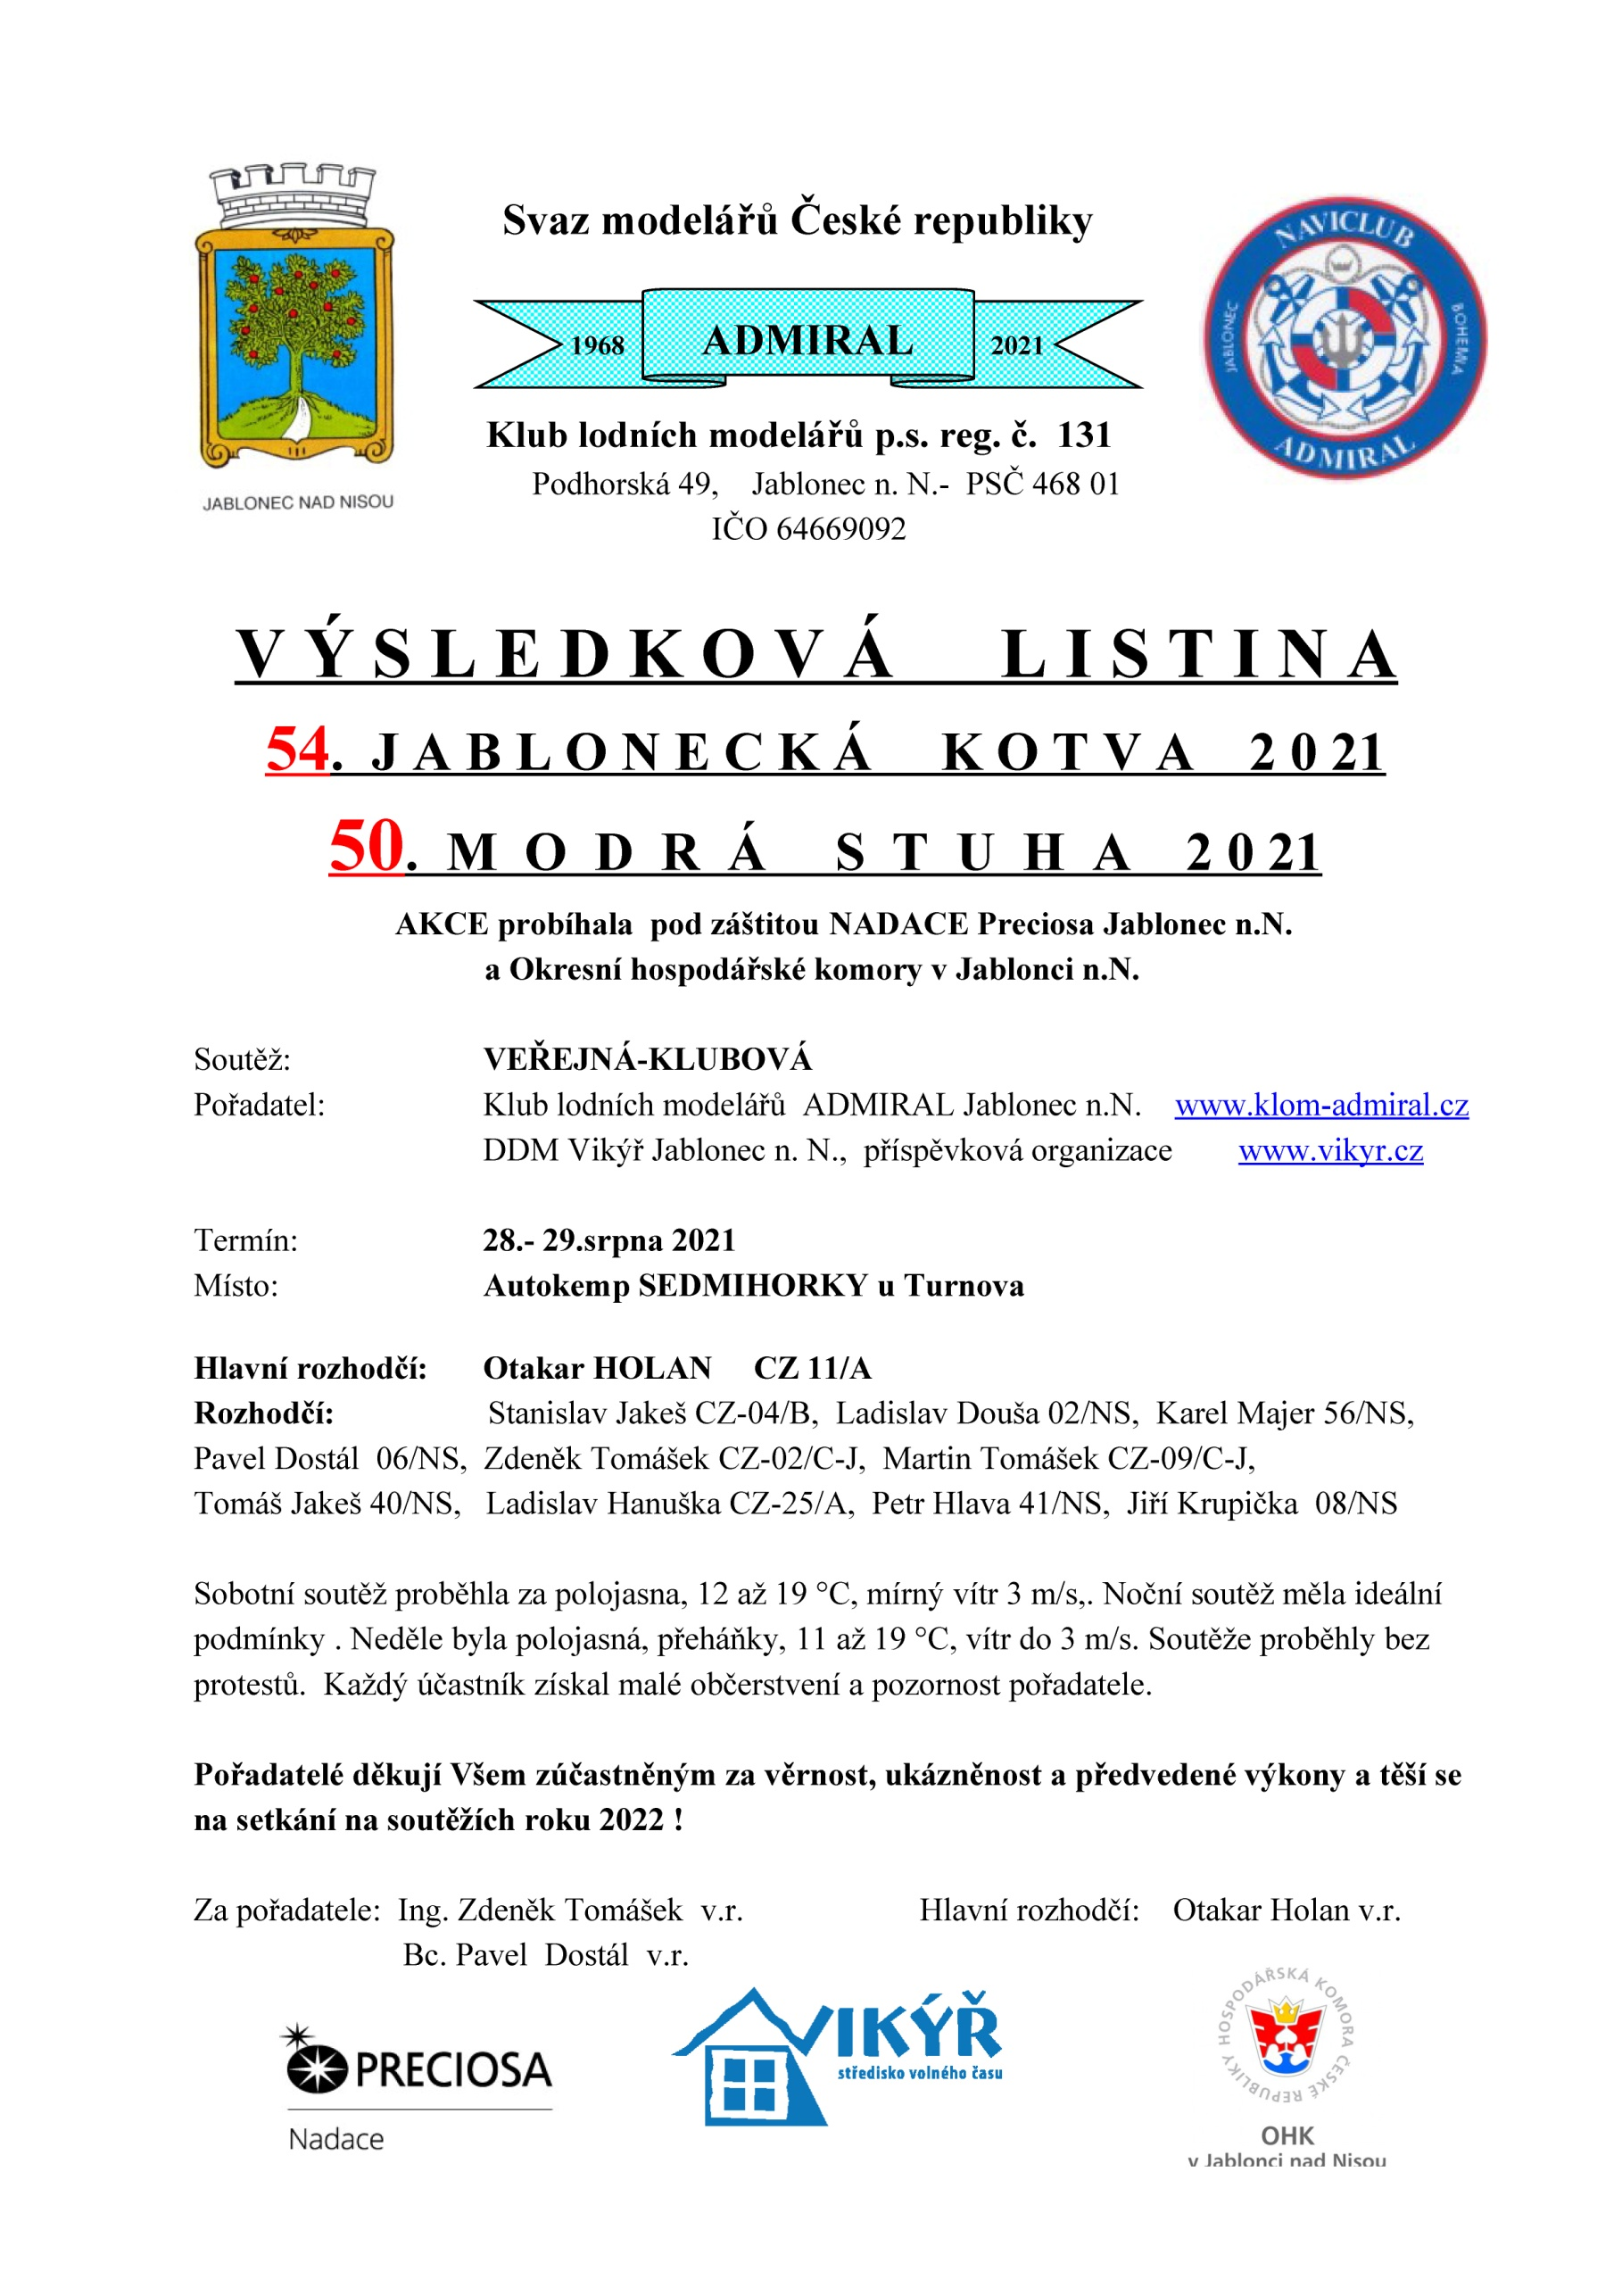 Svaz modelářů České republiky
1968 ADMIRAL 2021
NAVICLUB
JABLONEC
BOHEMIA
ADMIRAL
Klub lodních modelářů p.s. reg. č. 131
JABLONEC NAD NISOU
Podhorská 49, Jablonec n. N.- PSČ 468 01
IČO 64669092
VÝSLEDKOVÁ LISTINA
54. JABLONECKÁ KOTVA 2021
50. MODRÁ STUHA 2021
AKCE probíhala pod záštitou NADACE Preciosa Jablonec n.N.
a Okresní hospodářské komory v Jablonci n.N.
Soutěž: VEŘEJNÁ-KLUBOVÁ
Pořadatel: Klub lodních modelářů ADMIRAL Jablonec n.N. www.klom-admiral.cz
DDM Vikýř Jablonec n. N., příspěvková organizace www.vikyr.cz
Termín: 28.- 29.srpna 2021
Místo: Autokemp SEDMIHORKY u Turnova
Hlavní rozhodčí: Otakar HOLAN CZ 11/A
Rozhodčí: Stanislav Jakeš CZ-04/B, Ladislav Douša 02/NS, Karel Majer 56/NS,
Pavel Dostál 06/NS, Zdeněk Tomášek CZ-02/C-J, Martin Tomášek CZ-09/C-J,
Tomáš Jakeš 40/NS, Ladislav Hanuška CZ-25/A, Petr Hlava 41/NS, Jiří Krupička 08/NS
Sobotní soutěž proběhla za polojasna, 12 až 19 °C, mírný vítr 3 m/s,. Noční soutěž měla ideální
podmínky . Neděle byla polojasná, přeháňky, 11 až 19 °C, vítr do 3 m/s. Soutěže proběhly bez
protestů. Každý účastník získal malé občerstvení a pozornost pořadatele.
Pořadatelé děkují Všem zúčastněným za věrnost, ukázněnost a předvedené výkony a těší se
na setkání na soutěžích roku 2022 !
Za pořadatele: Ing. Zdeněk Tomášek v.r. Hlavní rozhodčí: Otakar Holan v.r.
Bc. Pavel Dostál v.r.
PRECIOSA
Nadace
VIKÝŘ
středisko volného času
HOSPODÁŘSKÁ KOMORA ČESKÉ REPUBLIKY
OHK
v Jablonci nad Nisou